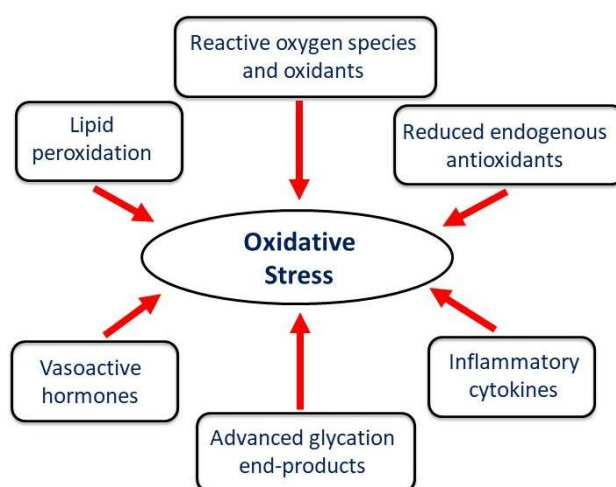 Reactive oxygen species
and oxidants
Lipid
peroxidation
Reduced endogenous
antioxidants
Oxidative
Stress
Vasoactive
hormones
Inflammatory
cytokines
Advanced glycation
end-products